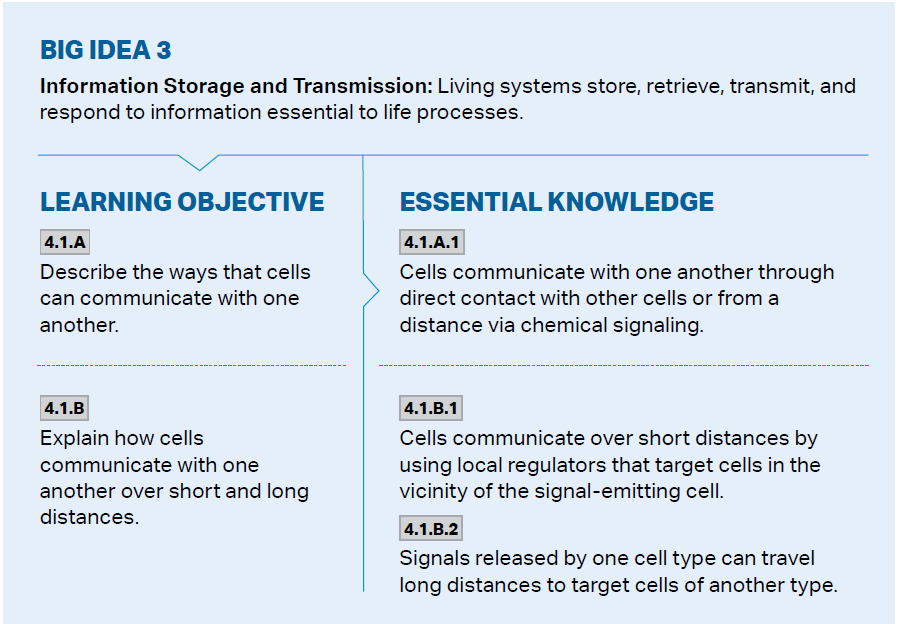 BIG IDEA 3
Information Storage and Transmission: Living systems store, retrieve, transmit, and
respond to information essential to life processes.
LEARNING OBJECTIVE
4.1.A
Describe the ways that cells
can communicate with one
another.
4.1.B
Explain how cells
communicate with one
another over short and long
distances.
ESSENTIAL KNOWLEDGE
4.1.A.1
Cells communicate with one another through
direct contact with other cells or from a
distance via chemical signaling.
4.1.B.1
Cells communicate over short distances by
using local regulators that target cells in the
vicinity of the signal-emitting cell.
4.1.B.2
Signals released by one cell type can travel
long distances to target cells of another type.